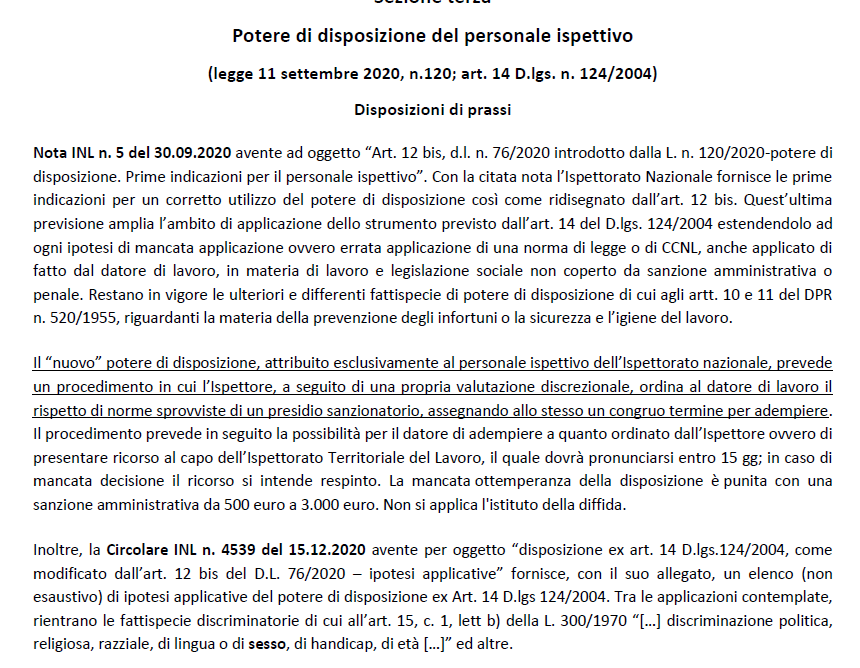 Sezione terza
Potere di disposizione del personale ispettivo
(legge 11 settembre 2020, n.120; art. 14 D.lgs. n. 124/2004)
Disposizioni di prassi
Nota INL n. 5 del 30.09.2020 avente ad oggetto “Art. 12 bis, d.l. n. 76/2020 introdotto dalla L. n. 120/2020-potere di
disposizione. Prime indicazioni per il personale ispettivo”. Con la citata nota l’Ispettorato Nazionale fornisce le prime
indicazioni per un corretto utilizzo del potere di disposizione così come ridisegnato dall’art. 12 bis. Quest’ultima
previsione amplia l’ambito di applicazione dello strumento previsto dall’art. 14 del D.lgs. 124/2004 estendendolo ad
ogni ipotesi di mancata applicazione ovvero errata applicazione di una norma di legge o di CCNL, anche applicato di
fatto dal datore di lavoro, in materia di lavoro e legislazione sociale non coperto da sanzione amministrativa o
penale. Restano in vigore le ulteriori e differenti fattispecie di potere di disposizione di cui agli artt. 10 e 11 del DPR
n. 520/1955, riguardanti la materia della prevenzione degli infortuni o la sicurezza e l’igiene del lavoro.
Il “nuovo” potere di disposizione, attribuito esclusivamente al personale ispettivo dell’Ispettorato nazionale, prevede
un procedimento in cui l’Ispettore, a seguito di una propria valutazione discrezionale, ordina al datore di lavoro il
rispetto di norme sprovviste di un presidio sanzionatorio, assegnando allo stesso un congruo termine per adempiere.
Il procedimento prevede in seguito la possibilità per il datore di adempiere a quanto ordinato dall’Ispettore ovvero di
presentare ricorso al capo dell’Ispettorato Territoriale del Lavoro, il quale dovrà pronunciarsi entro 15 gg; in caso di
mancata decisione il ricorso si intende respinto. La mancata ottemperanza della disposizione è punita con una
sanzione amministrativa da 500 euro a 3.000 euro. Non si applica l'istituto della diffida.
Inoltre, la Circolare INL n. 4539 del 15.12.2020 avente per oggetto “disposizione ex art. 14 D.lgs.124/2004, come
modificato dall’art. 12 bis del D.L. 76/2020 – ipotesi applicative” fornisce, con il suo allegato, un elenco (non
esaustivo) di ipotesi applicative del potere di disposizione ex Art. 14 D.lgs 124/2004. Tra le applicazioni contemplate,
rientrano le fattispecie discriminatorie di cui all’art. 15, c. 1, lett b) della L. 300/1970 “[…] discriminazione politica,
religiosa, razziale, di lingua o di sesso, di handicap, di età […]” ed altre.